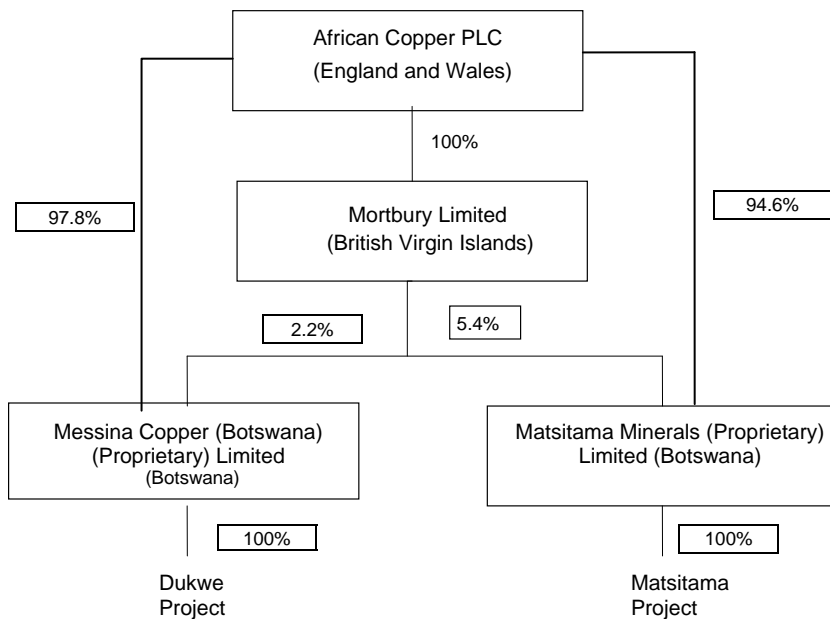 African Copper PLC
(England and Wales)
100%
97.8%
94.6%
Mortbury Limited
(British Virgin Islands)
2.2%
5.4%
Messina Copper (Botswana)
(Proprietary) Limited
(Botswana)
Matsitama Minerals (Proprietary)
Limited (Botswana)
100%
100%
Dukwe
Project
Matsitama
Project